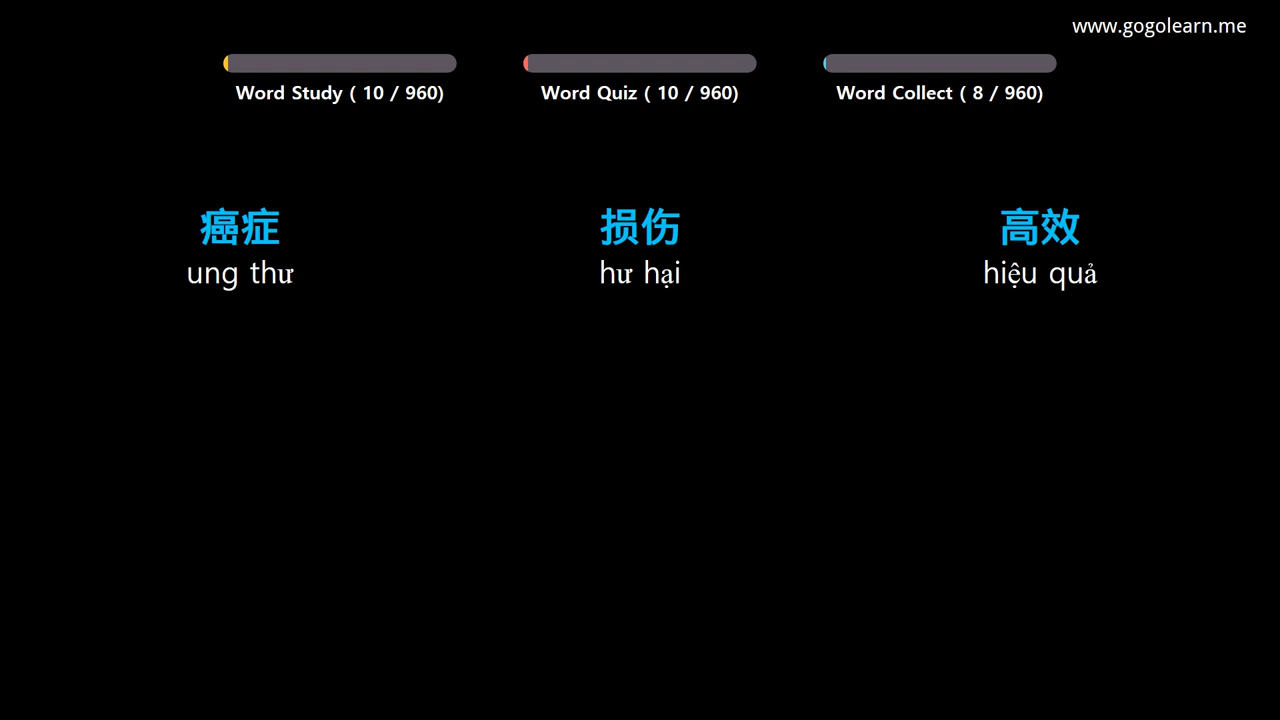 www.gogolearn.me
Word Study ( 10 / 960)
Word Quiz ( 10 / 960)
Word Collect ( 8 / 960)
癌症
ung thư
损伤
hư hại
高效
hiệu quả